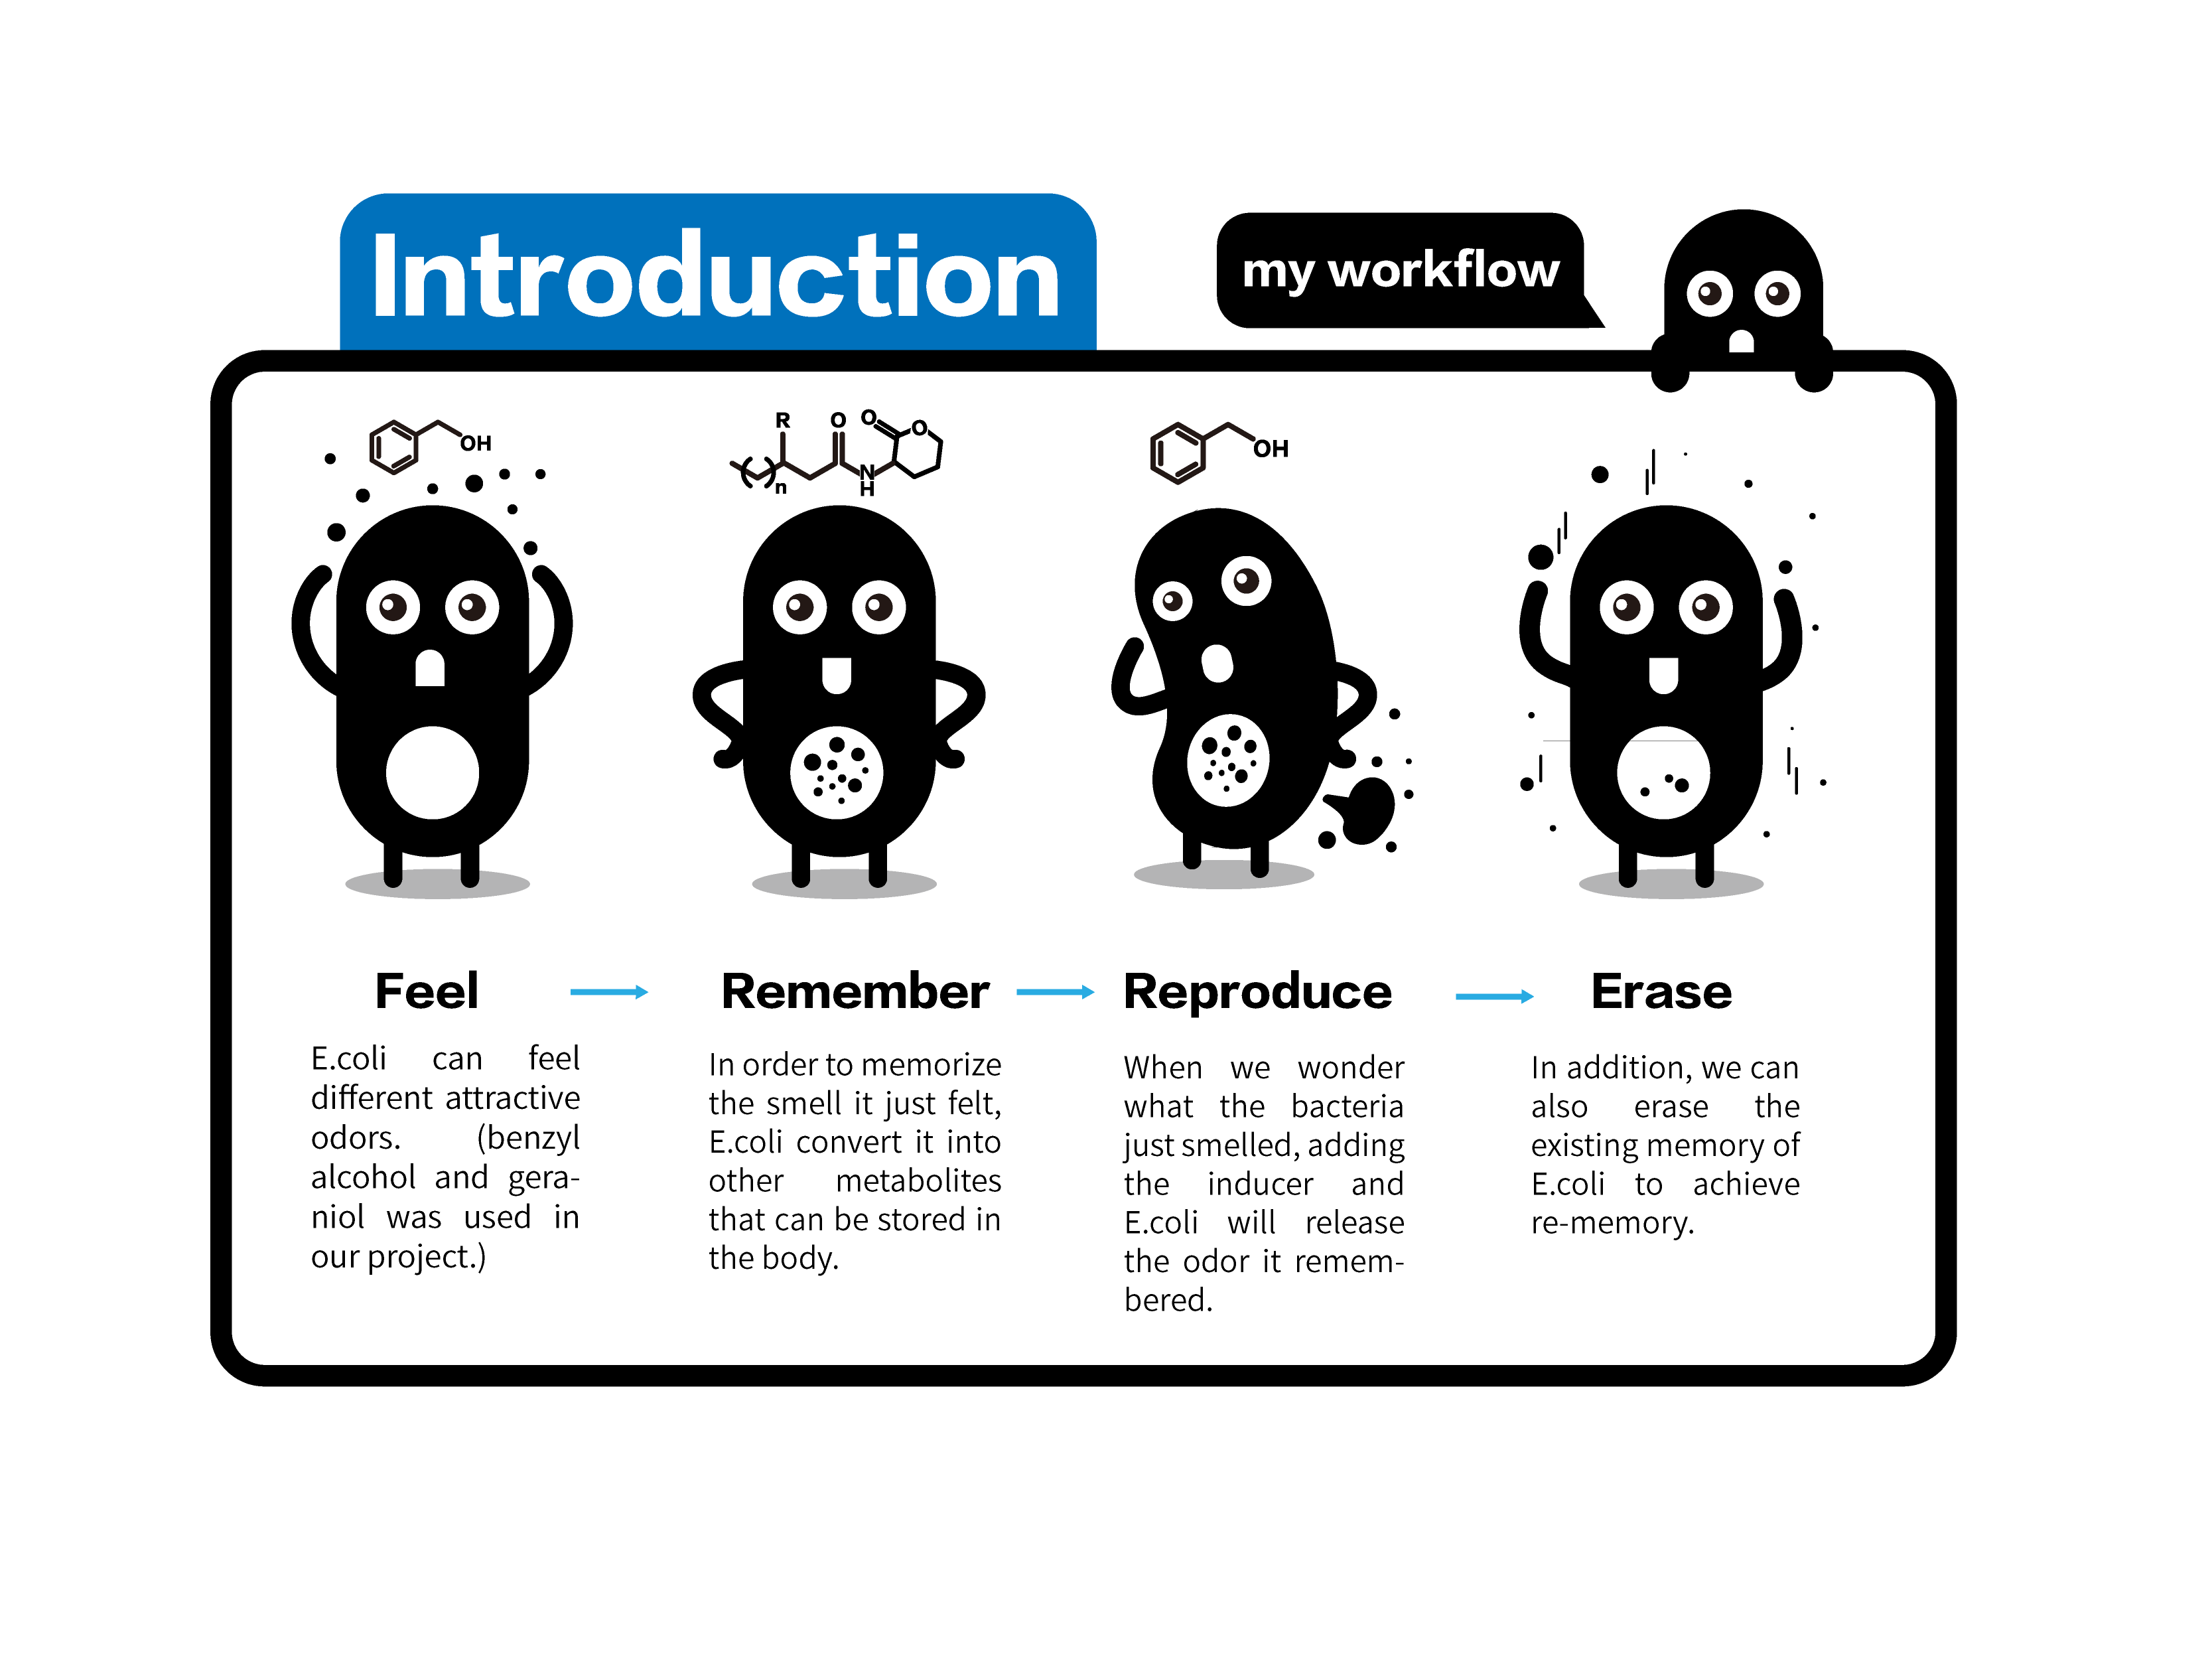 Introduction
my workflow
OH
R
O
O
O
N
H
n
OH
Feel
Remember
Reproduce
Erase
E.coli can feel
different attractive
odors. (benzyl
alcohol and gera-
niol was used in
our project.)
In order to memorize
the smell it just felt,
E.coli convert it into
other metabolites
that can be stored in
the body.
When we wonder
what the bacteria
just smelled, adding
the inducer and
E.coli will release
the odor it remem-
bered.
In addition, we can
also erase the
existing memory of
E.coli to achieve
re-memory.